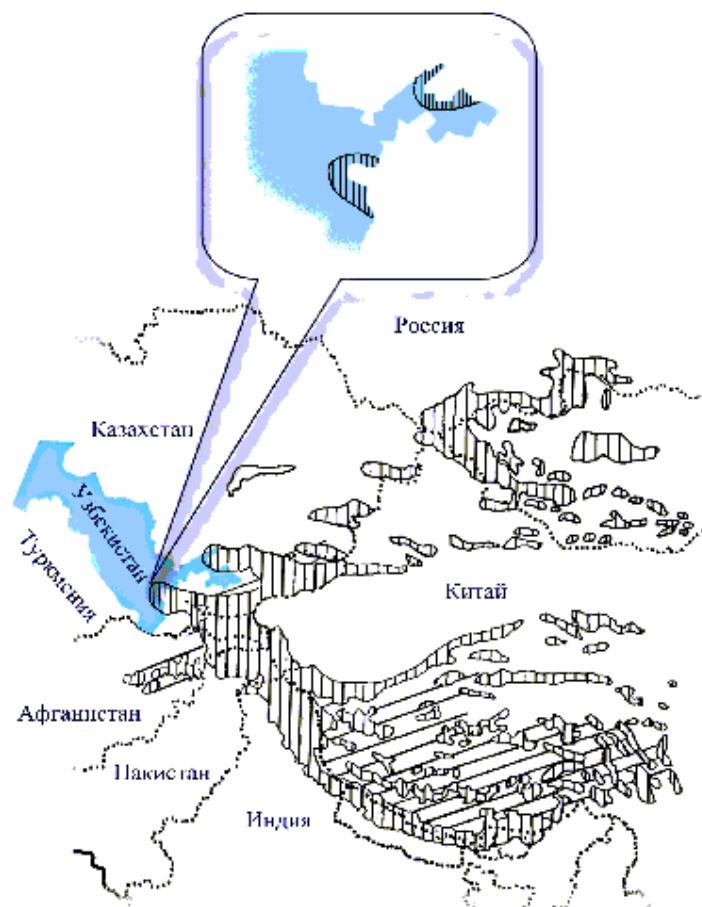 Россия
Казахстан
Узбекистан
Туркмения
Китай
Афганистан
Пакистан
Индия